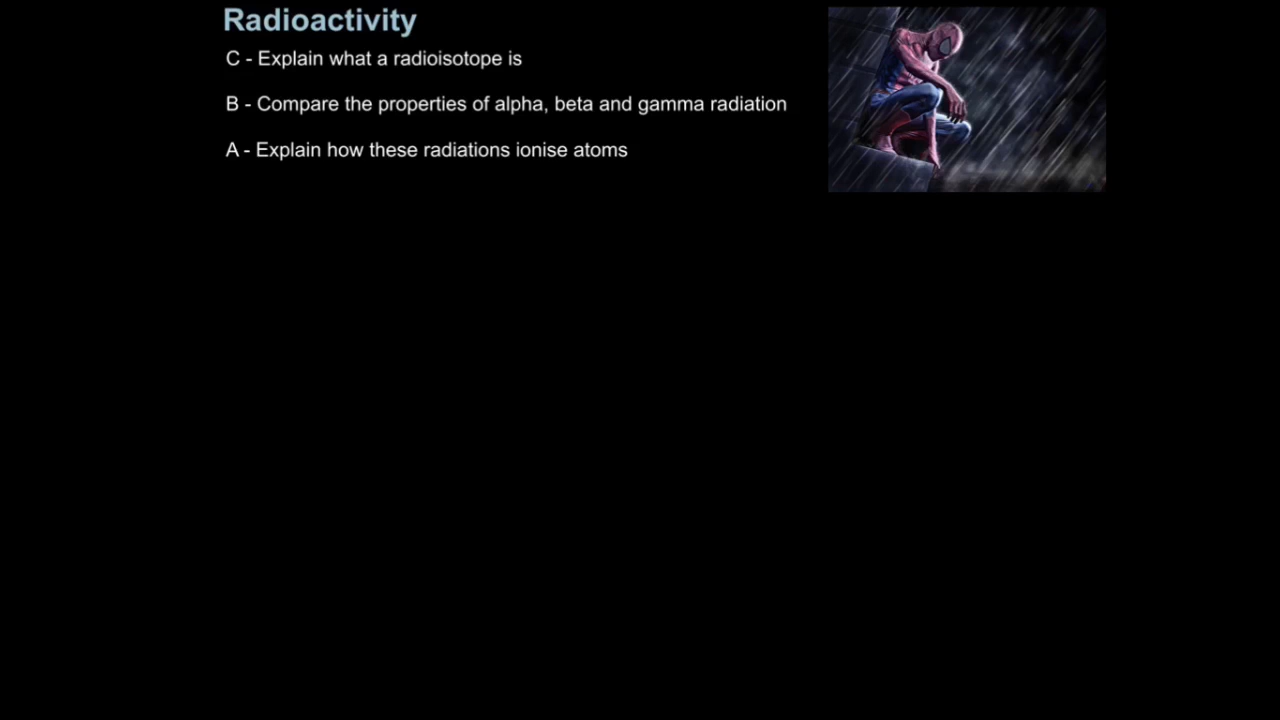 Radioactivity
C - Explain what a radioisotope is
B - Compare the properties of alpha, beta and gamma radiation
A - Explain how these radiations ionise atoms